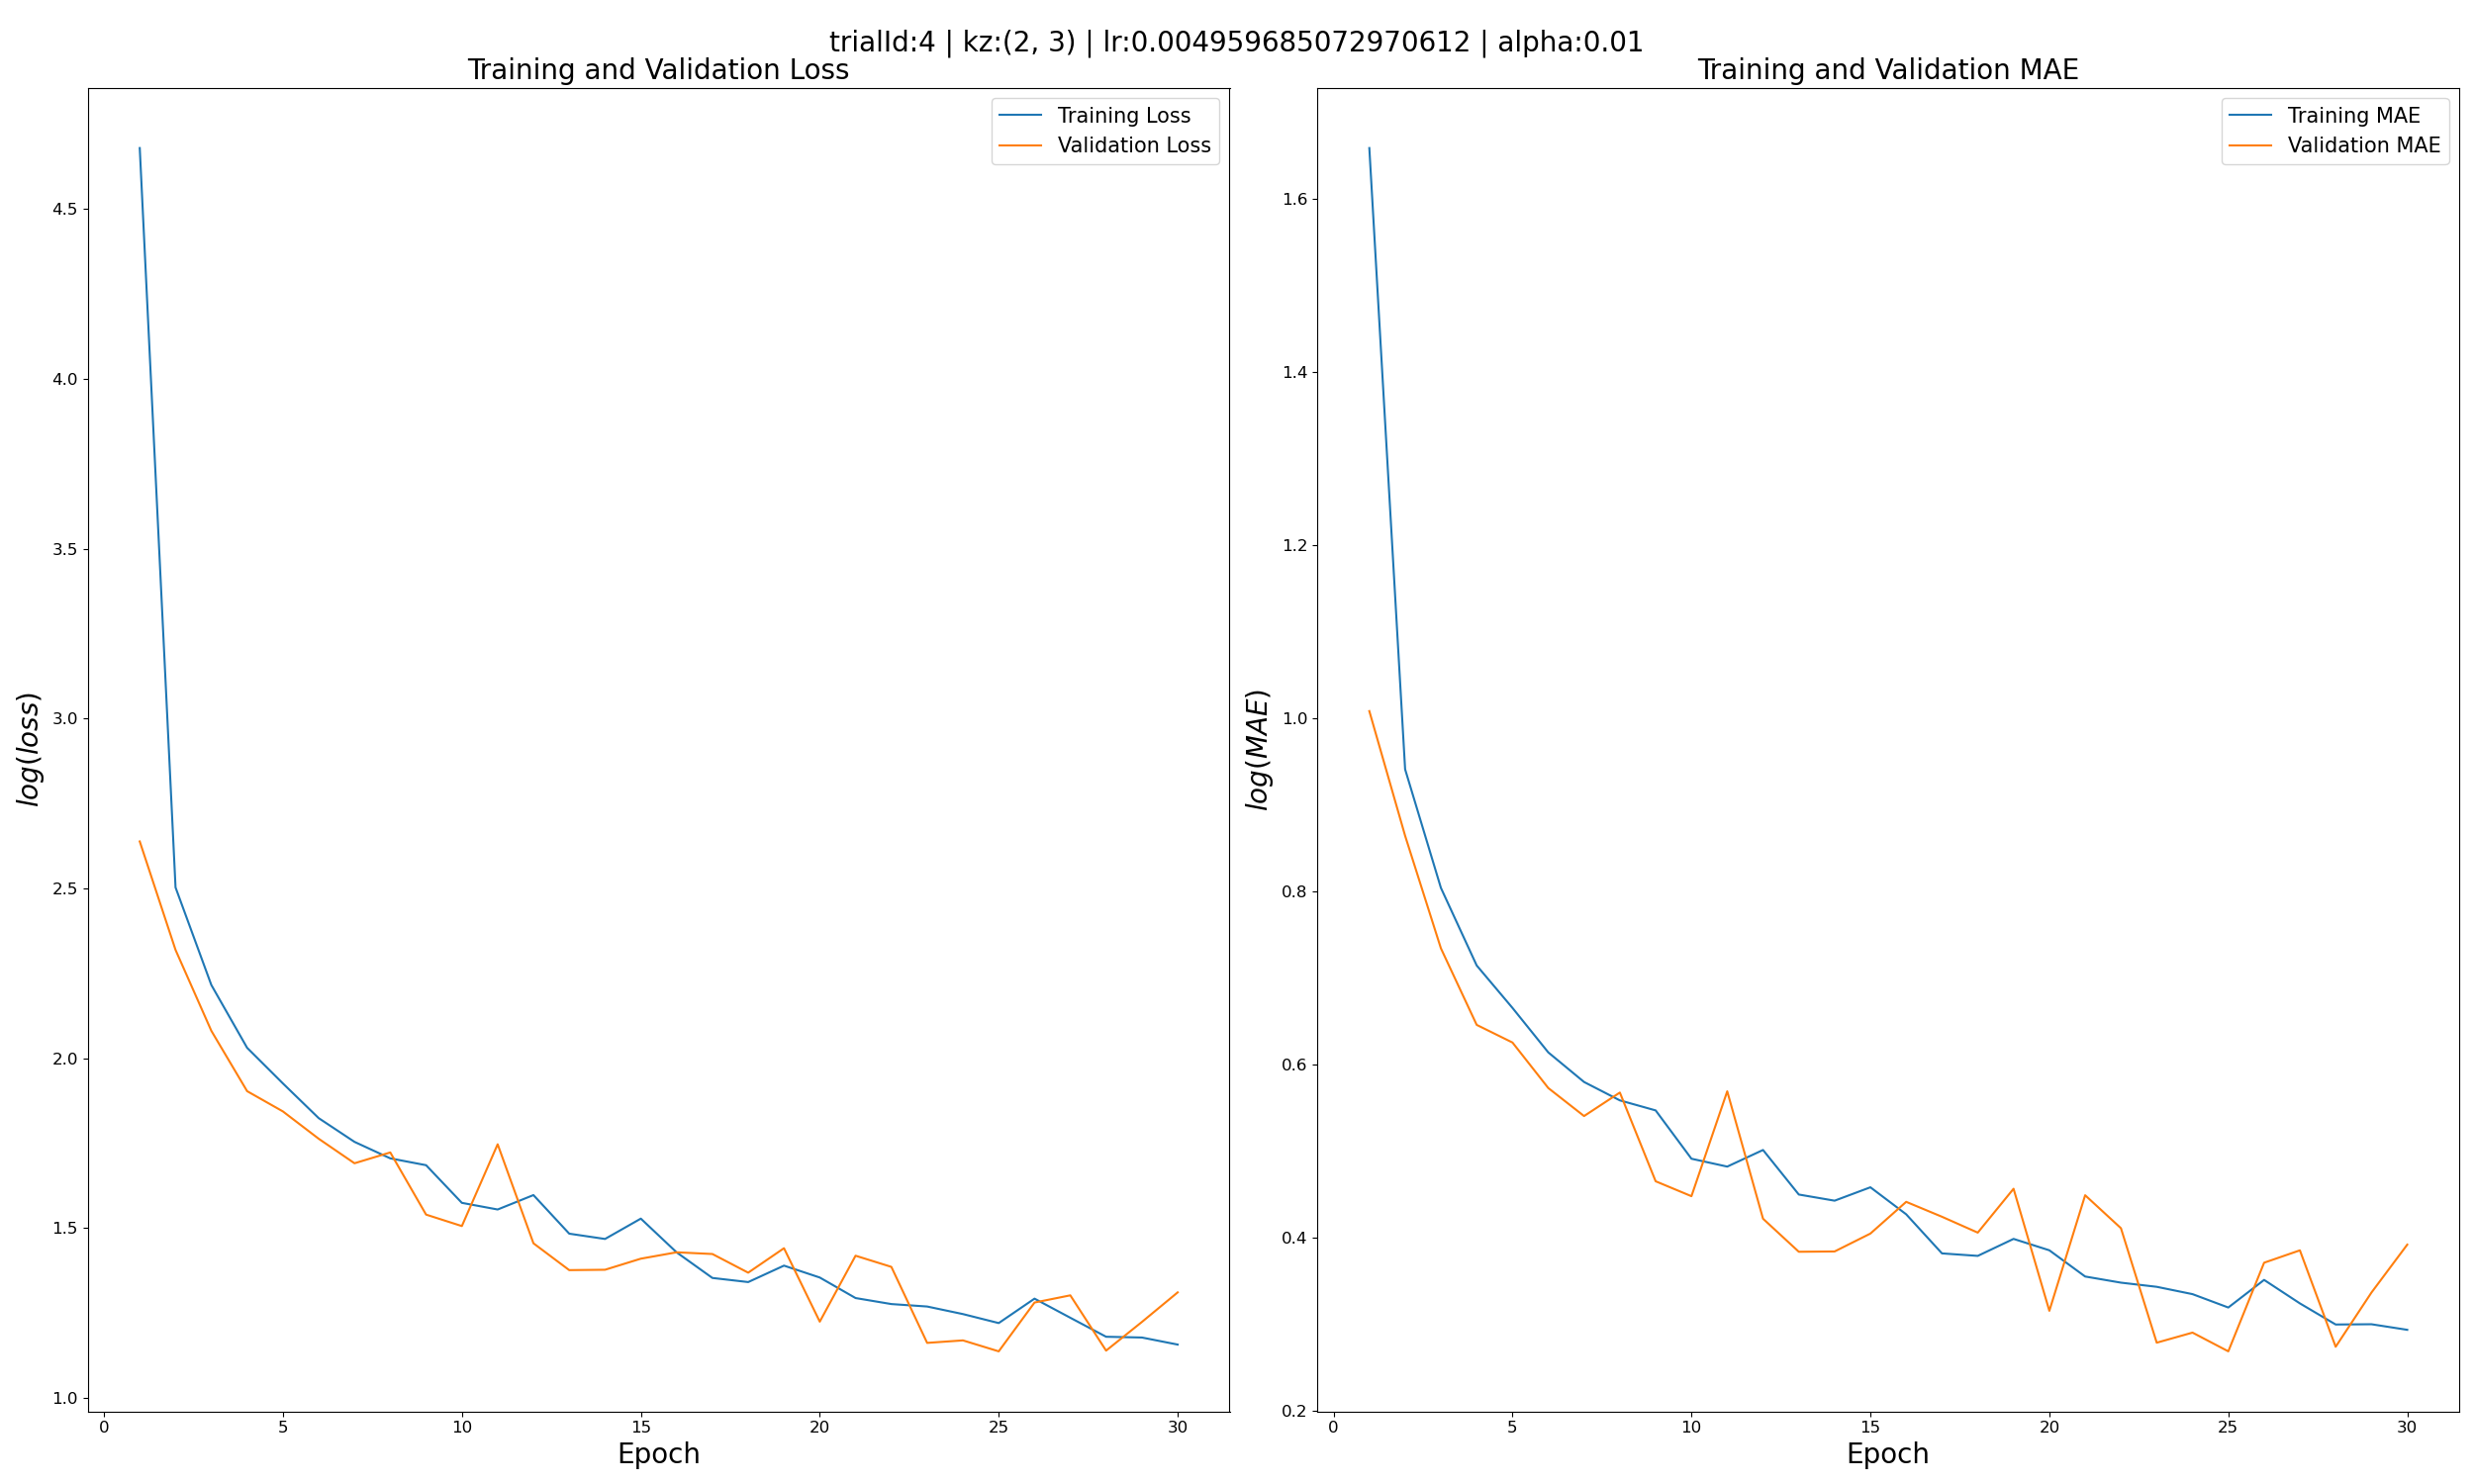 trialId:4 | kz:(2, 3) | lr:0.004959685072970612 | alpha:0.01
Training and Validation Loss
Training Loss
Validation Loss
log(loss)
4.5
4.0
3.5
3.0
2.5
2.0
1.5
1.0
0 5 10 15 20 25 30
Epoch
Training and Validation MAE
Training MAE
Validation MAE
log(MAE)
1.6
1.4
1.2
1.0
0.8
0.6
0.4
0.2
0 5 10 15 20 25 30
Epoch